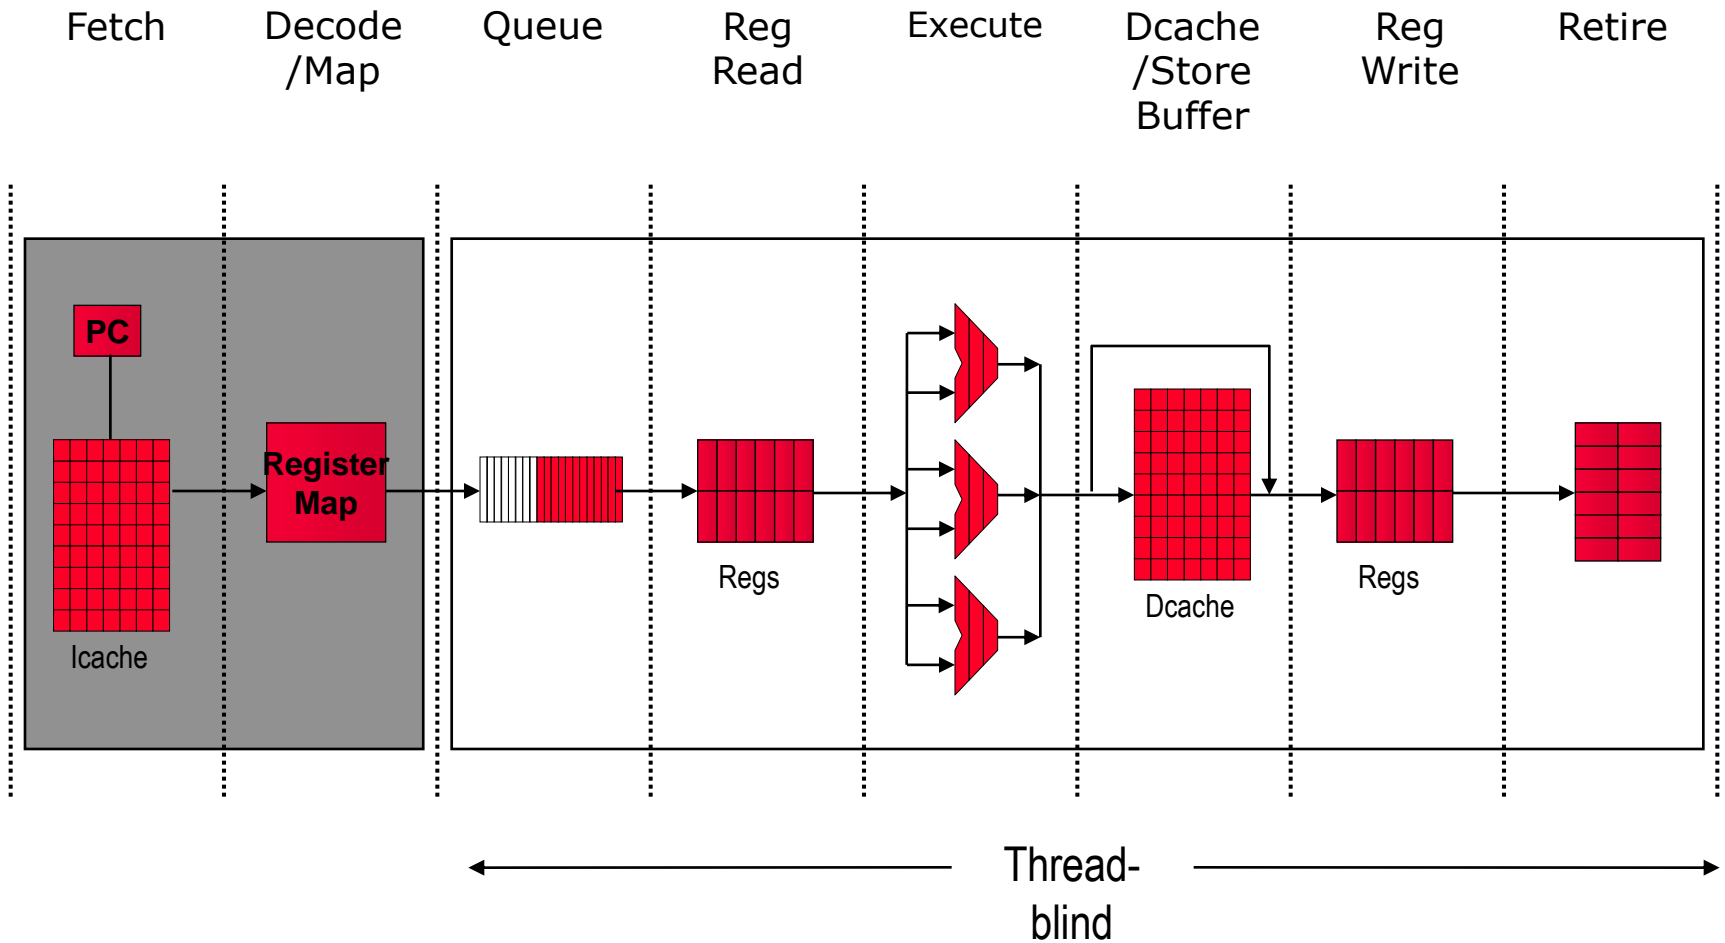 Fetch
Decode
/Map
Queue
Reg
Read
Execute
Dcache
/Store
Buffer
Reg
Write
Retire
PC
Register
Map
Icache
Regs
Dcache
Regs
Thread-
blind